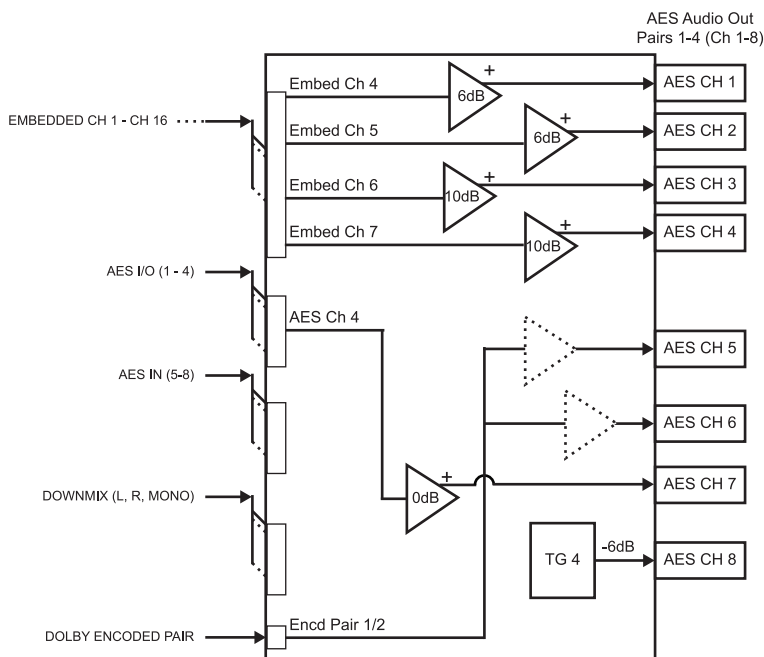 AES Audio Out
Pairs 1-4 (Ch 1-8)
Embed Ch 4
6dB
+
AES CH 1
EMBEDDED CH 1 - CH 16
Embed Ch 5
6dB
+
AES CH 2
Embed Ch 6
10dB
+
AES CH 3
Embed Ch 7
10dB
+
AES CH 4
AES I/O (1 - 4)
AES Ch 4
AES CH 5
AES IN (5-8)
AES CH 6
DOWNMIX (L, R, MONO)
0dB
+
AES CH 7
TG 4
-6dB
AES CH 8
Encd Pair 1/2
DOLBY ENCODED PAIR